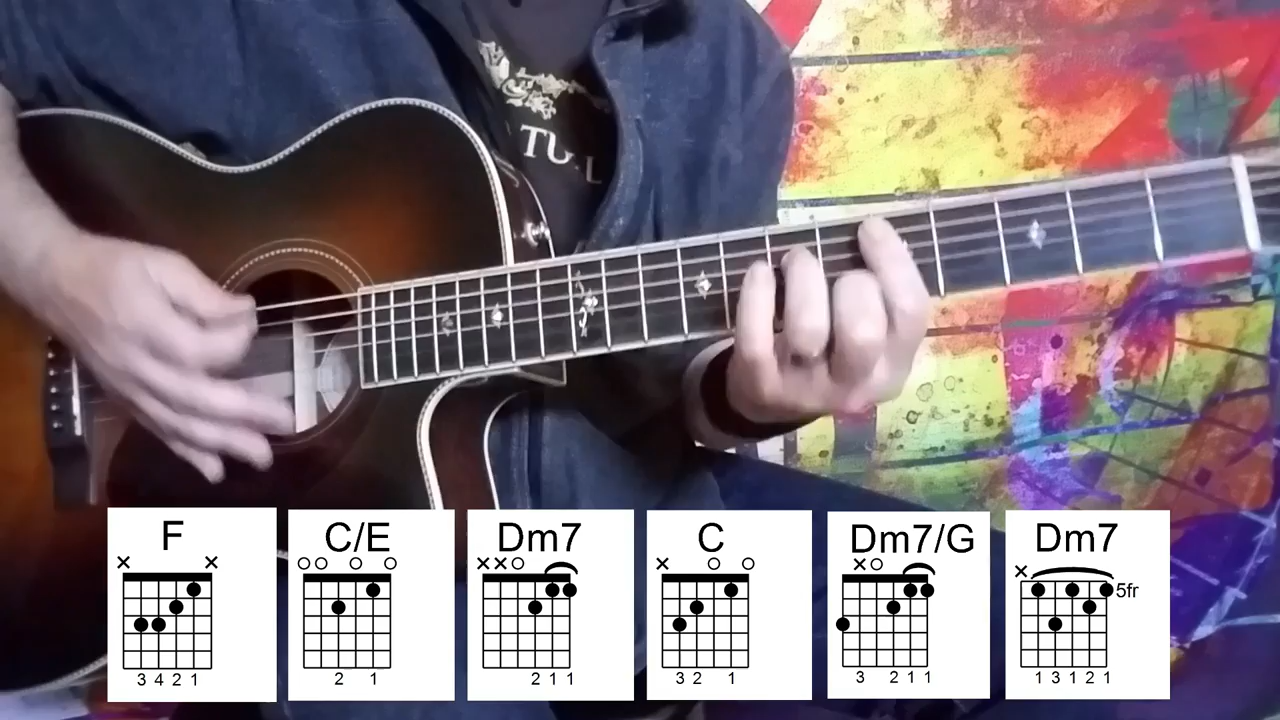 TU
L
F
x x
3 4 2 1
C/E
o o o o
2 1
Dm7
x x o
2 1 1
C
x o o
3 2 1
Dm7/G
x o
3 2 1 1
Dm7
x
5fr
1 3 1 2 1